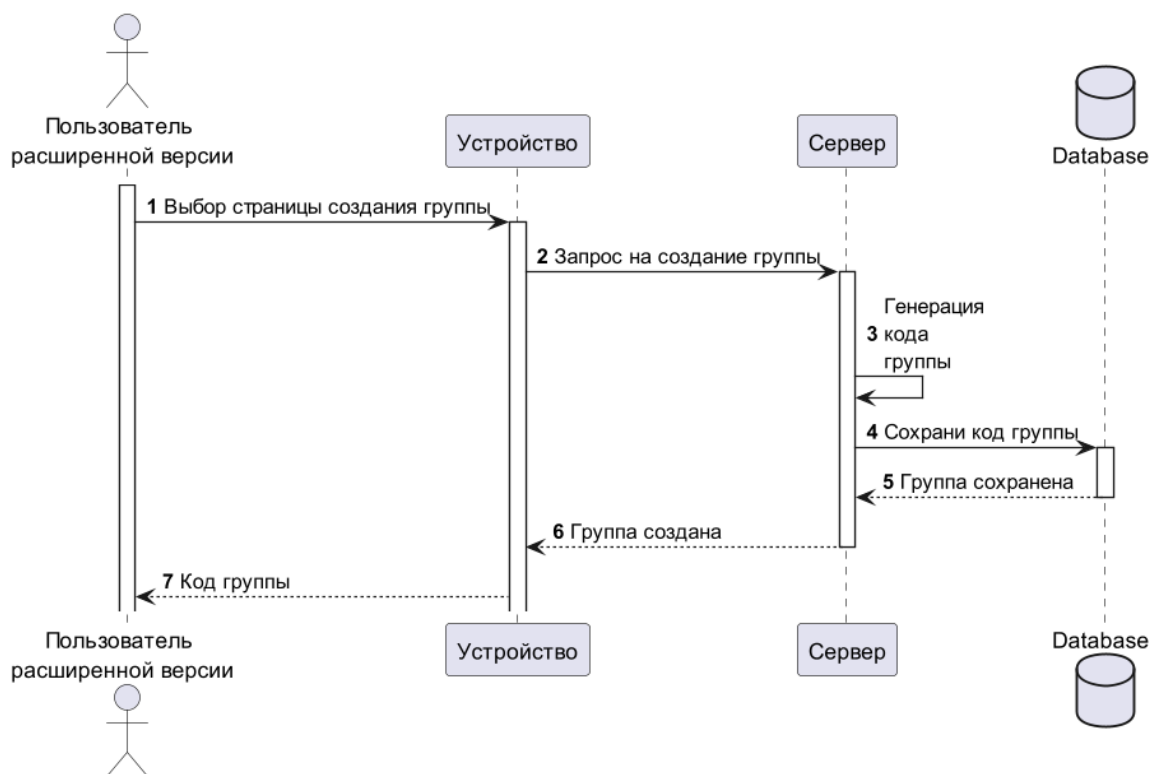 Пользователь
расширенной версии
Устройство
Сервер
Database
1 Выбор страницы создания группы
2 Запрос на создание группы
Генерация
3 кода
группы
4 Сохрани код группы
5 Группа сохранена
6 Группа создана
7 Код группы
Пользователь
расширенной версии
Устройство
Сервер
Database